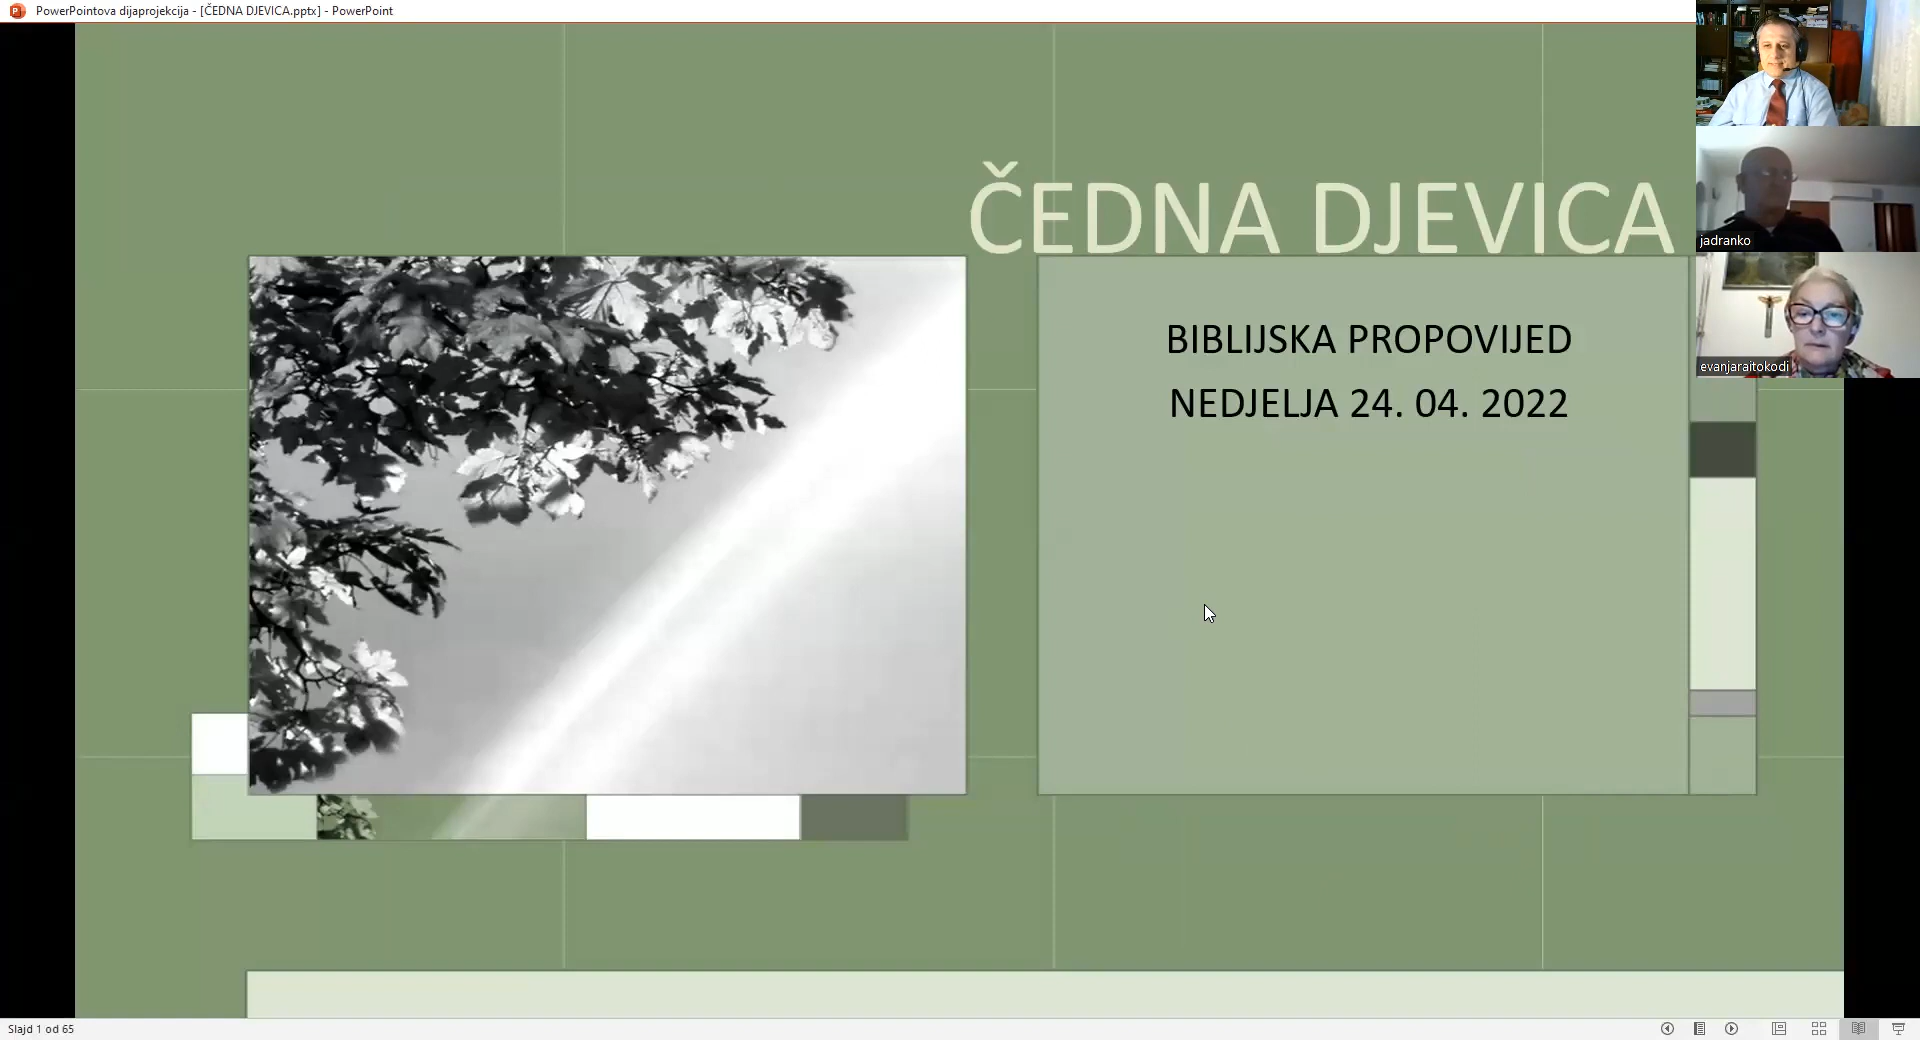 PowerPointova dijaprojekcija - [ČEDNA DJEVICA.pptx] - PowerPoint
ČEDNA DJEVICA
BIBLIJSKA PROPOVIJED
NEDJELJA 24. 04. 2022
jadranko
evanjaraitokodi
Slajd 1 od 65